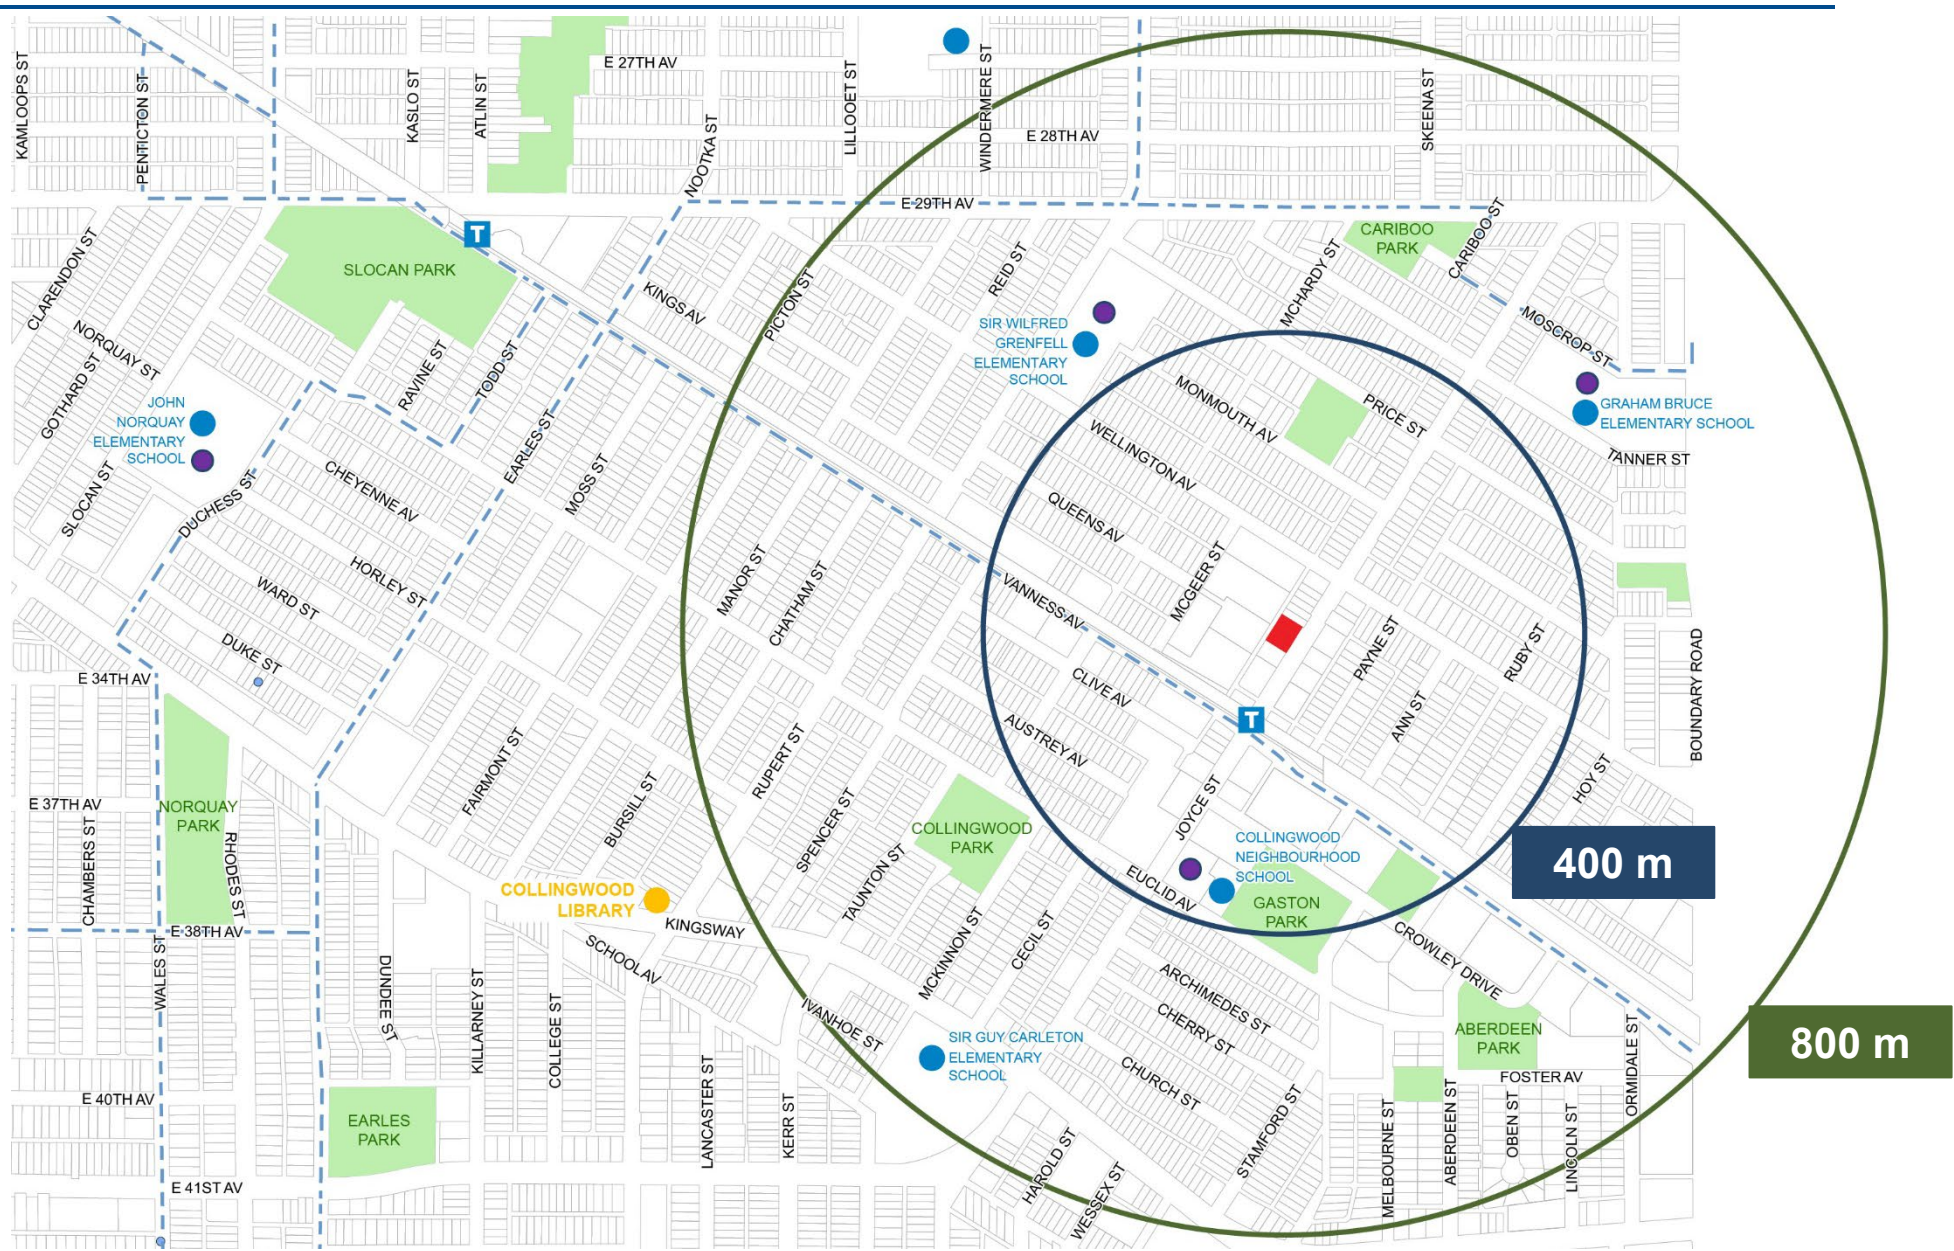 KAMLOOPS ST
PENTICTON ST
KASLO ST
ATLIN ST
E 27TH AV
NOOTKA ST
LILLOOET ST
WINDERMERE ST
E 28TH AV
SKEENA ST
E 29TH AV
CLARENDON ST
T
SLOCAN PARK
KINGS AV
PICTON ST
REID ST
MCHARDY ST
CARIBOO
PARK
CARIBOO ST
MOSCROP ST
NORQUAY ST
GOTHARD ST
RAVINE ST
TODD ST
SIR WILFRED
GRENFELL
ELEMENTARY
SCHOOL
MONMOUTH AV
PRICE ST
GRAHAM BRUCE
ELEMENTARY SCHOOL
TANNER ST
JOHN
NORQUAY
ELEMENTARY
SCHOOL
SLOCAN ST
DUCHESS ST
CHEYENNE AV
EARLES ST
MOSS ST
WELLINGTON AV
QUEENS AV
HORLEY ST
WARD ST
DUKE ST
MANOR ST
CHATHAM ST
VANNESS AV
MCGEER ST
PAYNE ST
RUBY ST
BOUNDARY ROAD
E 34TH AV
CLIVE AV
AUSTREY AV
T
ANN ST
HOY ST
E 37TH AV
CHAMBERS ST
NORQUAY
PARK
RHODES ST
FAIRMONT ST
BURSILL ST
RUPERT ST
SPENCER ST
TAUNTON ST
COLLINGWOOD
PARK
JOYCE ST
COLLINGWOOD
NEIGHBOURHOOD
SCHOOL
400 m
EUCLID AV
GASTON
PARK
COLLINGWOOD
LIBRARY
KINGSWAY
SCHOOL AV
E 38TH AV
WALES ST
DUNDEE ST
KILLARNEY ST
COLLEGE ST
MCKINNON ST
CECIL ST
CROWLEY DRIVE
ARCHIMEDES ST
CHERRY ST
CHURCH ST
IVANHOE ST
SIR GUY CARLETON
ELEMENTARY
SCHOOL
ABERDEEN
PARK
FOSTER AV
ORMIDALE ST
800 m
E 40TH AV
EARLES
PARK
LANCASTER ST
KERR ST
HAROLD ST
WESSEX ST
STAMFORD ST
MELBOURNE ST
ABERDEEN ST
OBEN ST
LINCOLN ST
E 41ST AV